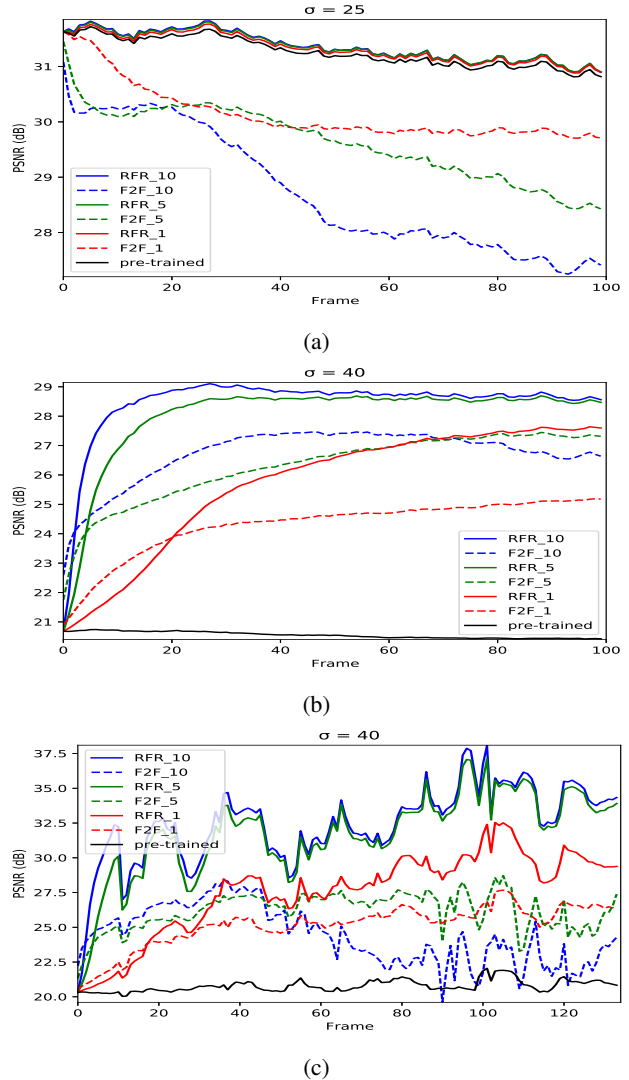 σ = 25
PSNR (dB)
31
30
29
28
RFR_10
F2F_10
RFR_5
F2F_5
RFR_1
F2F_1
pre-trained
0 20 40 60 80 100
Frame
(a)
σ = 40
PSNR (dB)
29
28
27
26
25
24
23
22
21
RFR_10
F2F_10
RFR_5
F2F_5
RFR_1
F2F_1
pre-trained
0 20 40 60 80 100
Frame
(b)
σ = 40
PSNR (dB)
37.5
35.0
32.5
30.0
27.5
25.0
22.5
20.0
RFR_10
F2F_10
RFR_5
F2F_5
RFR_1
F2F_1
pre-trained
0 20 40 60 80 100 120
Frame
(c)